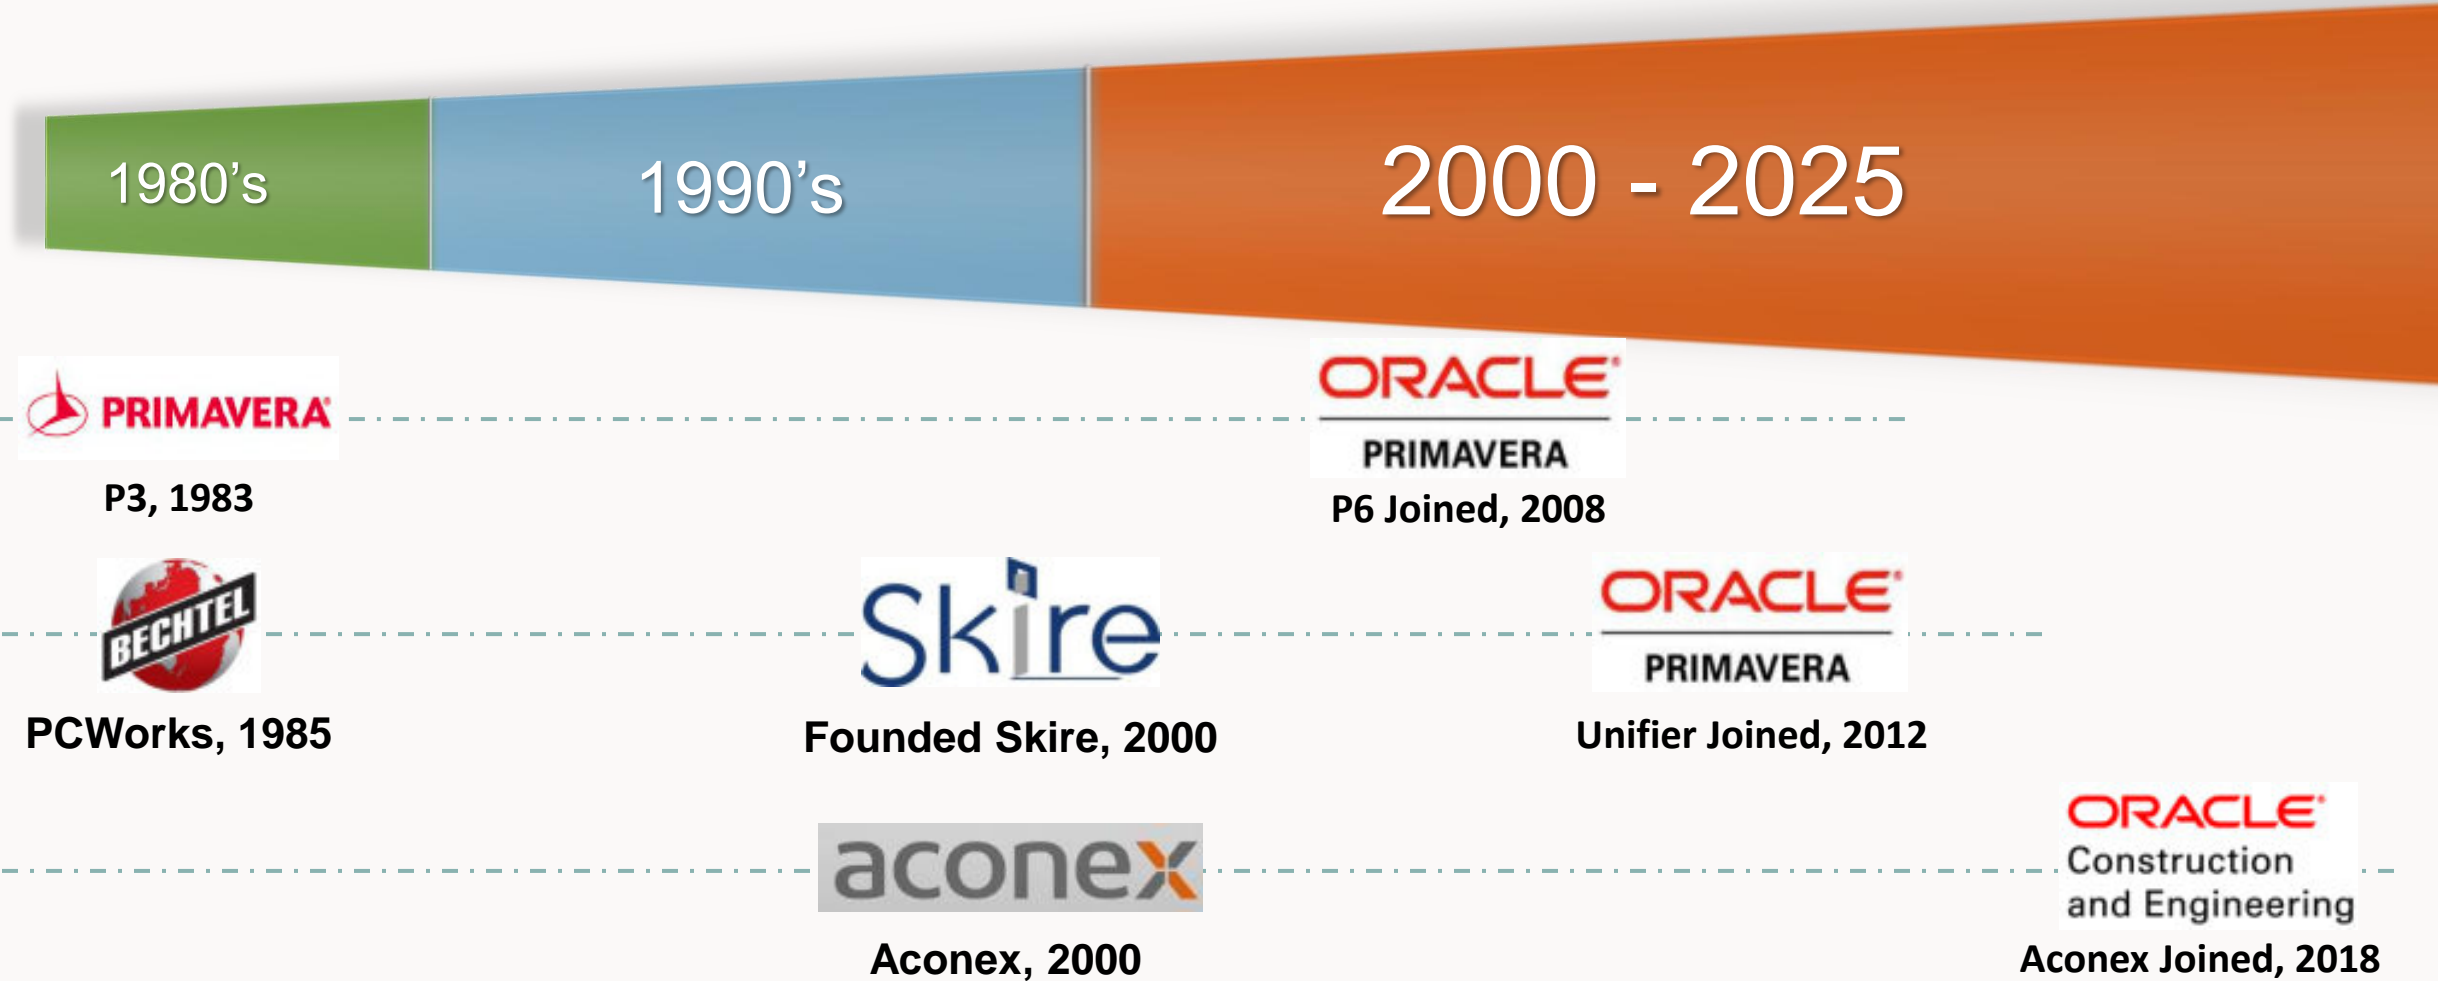 1980’s
1990’s
2000 - 2025
PRIMAVERA
P3, 1983
ORACLE
PRIMAVERA
P6 Joined, 2008
BECHTEL
PCWorks, 1985
Skire
Founded Skire, 2000
ORACLE
PRIMAVERA
Unifier Joined, 2012
aconex
Aconex, 2000
ORACLE
Construction
and Engineering
Aconex Joined, 2018